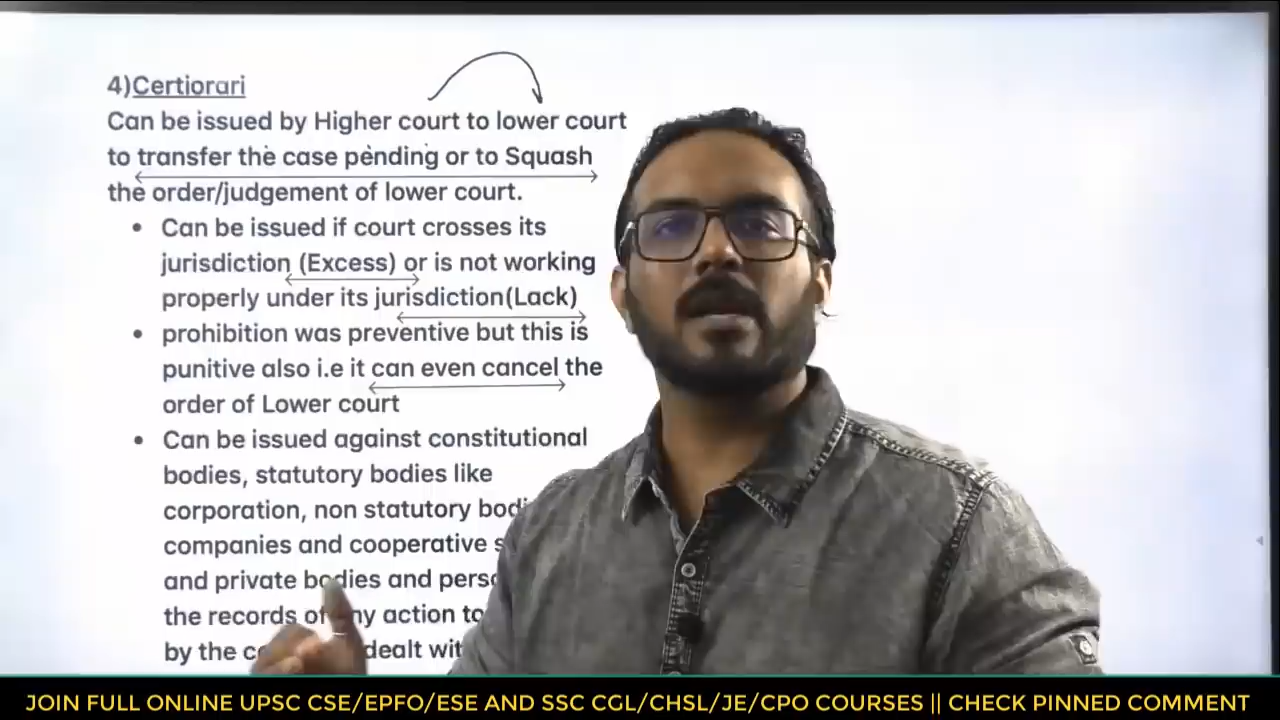 4)Certiorari
Can be issued by Higher court to lower court
to transfer the case pending or to Squash
the order/judgement of lower court.
• Can be issued if court crosses its
jurisdiction (Excess) or is not working
properly under its jurisdiction(Lack)
• prohibition was preventive but this is
punitive also i.e it can even cancel the
order of Lower court
• Can be issued against constitutional
bodies, statutory bodies like
corporation, non statutory
companies and cooperative
and private bodies and
the records of any action to
by the dealt
JOIN FULL ONLINE UPSC CSE/EPFO/ESE AND SSC CGL/CHSL/JE/CPO COURSES || CHECK PINNED COMMENT